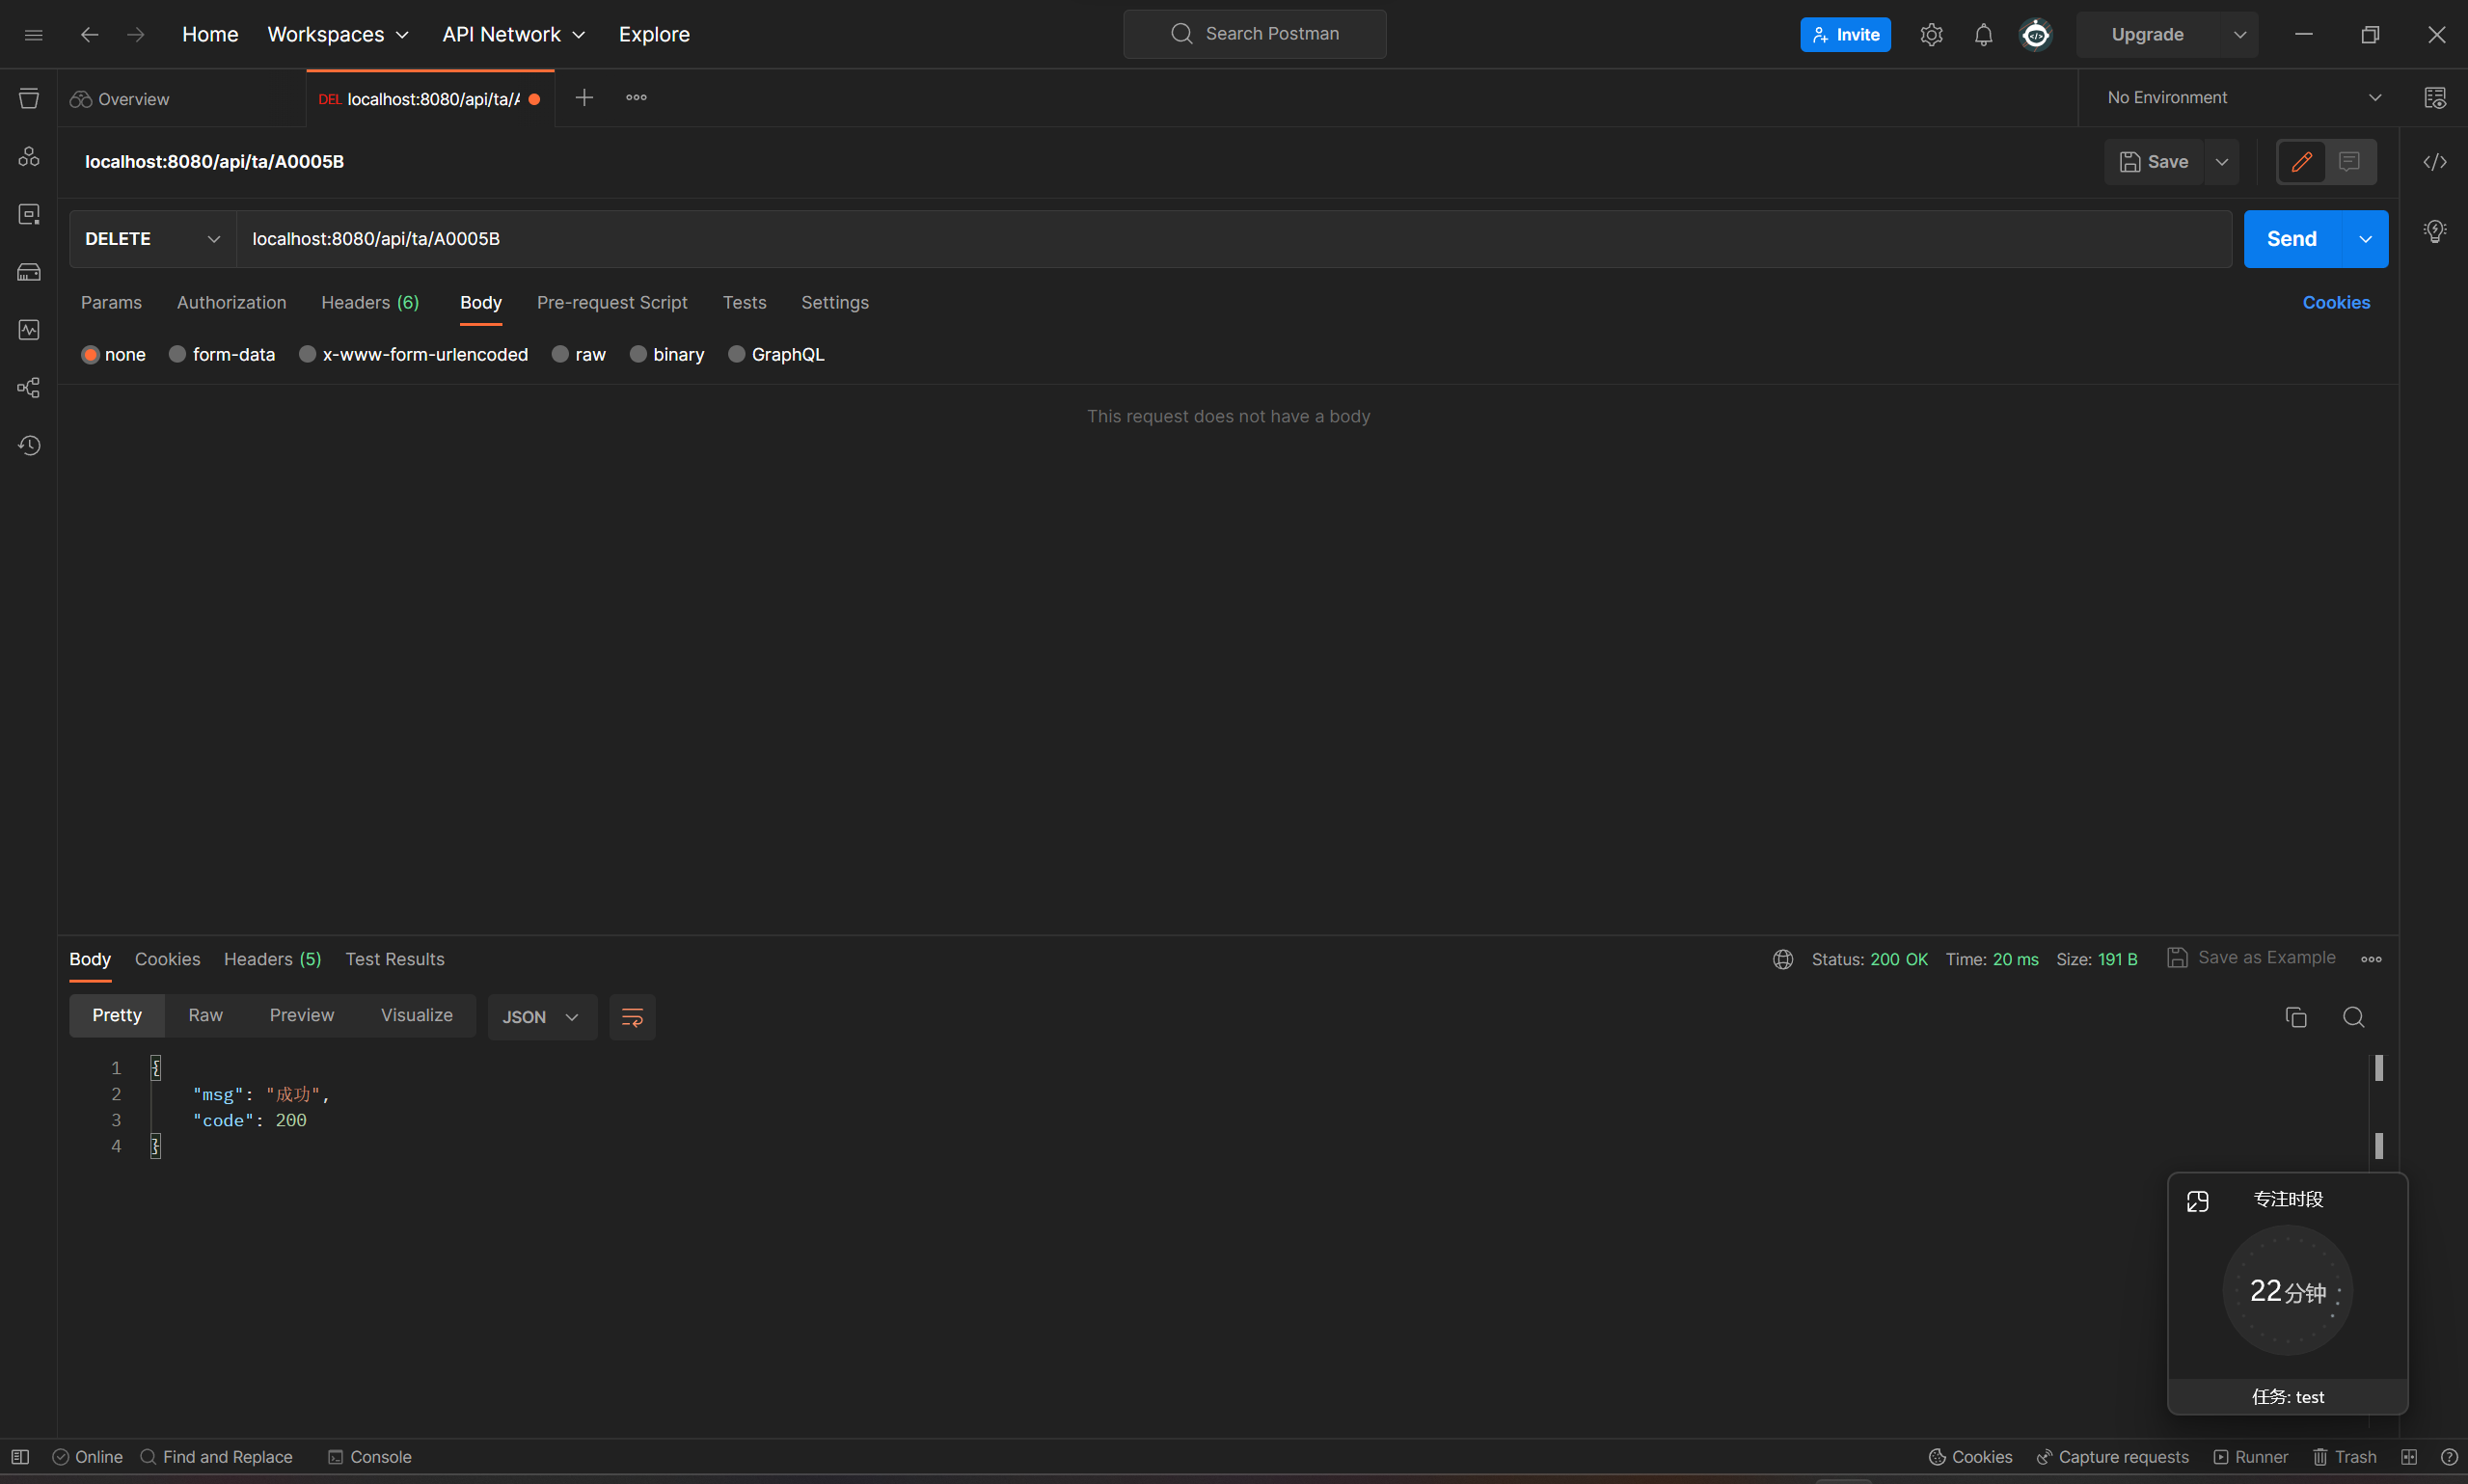 Home Workspaces API Network Explore Search Postman Invite Upgrade
Overview DEL localhost:8080/api/ta/A No Environment
localhost:8080/api/ta/A0005B Save
DELETE localhost:8080/api/ta/A0005B Send
Params Authorization Headers (6) Body Pre-request Script Tests Settings Cookies
none form-data x-www-form-urlencoded raw binary GraphQL
This request does not have a body
Body Cookies Headers (5) Test Results Status: 200 OK Time: 20 ms Size: 191 B Save as Example
Pretty Raw Preview Visualize JSON
1 {
2 "msg": "成功",
3 "code": 200
4 }
专注时段
22分钟
任务: test
Online Find and Replace Console Cookies Capture requests Runner Trash